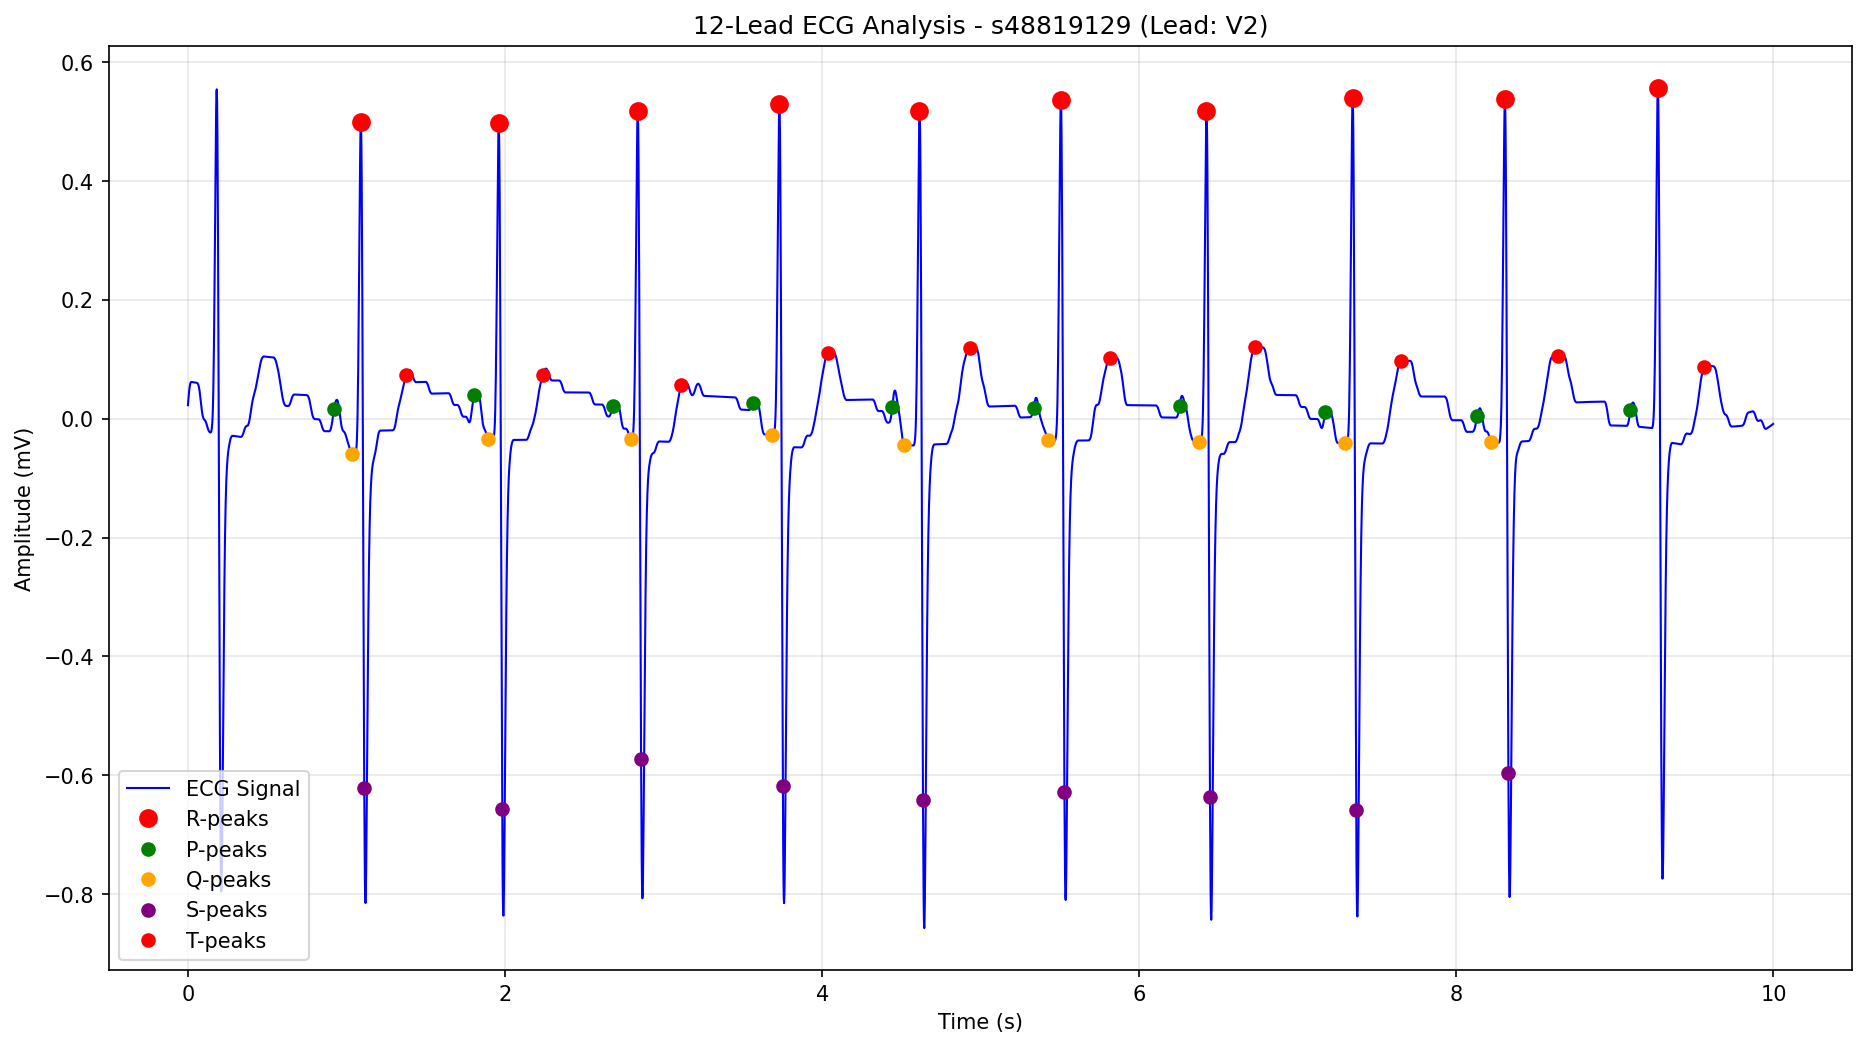 12-Lead ECG Analysis - s48819129 (Lead: V2)
Amplitude (mV)
0.6
0.4
0.2
0.0
−0.2
−0.4
−0.6
−0.8
ECG Signal
R-peaks
P-peaks
Q-peaks
S-peaks
T-peaks
0
2
4
6
8
10
Time (s)